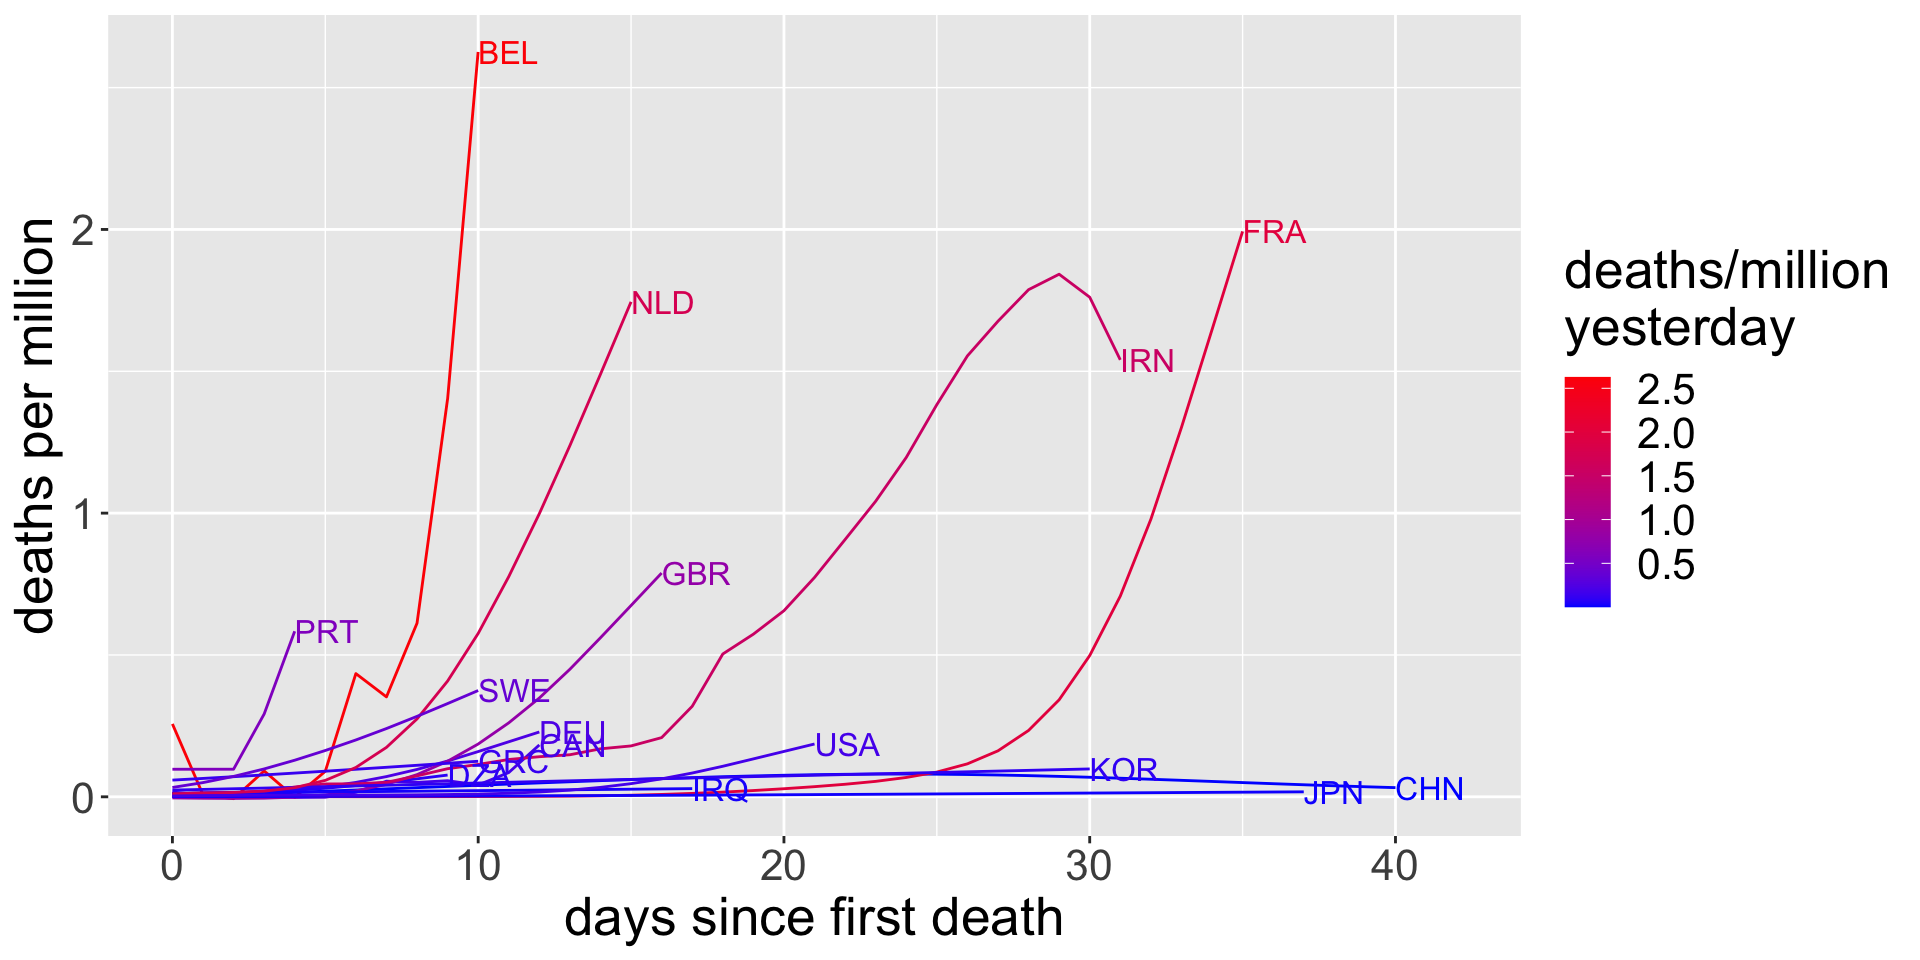 BEL
FRA
NLD
IRN
GBR
PRT
SWE
DEU
CAN
USA
GRC
DZA
KOR
IRQ
JPN
CHN
2
1
0
0 10 20 30 40
days since first death
deaths per million
deaths/million
yesterday
2.5
2.0
1.5
1.0
0.5